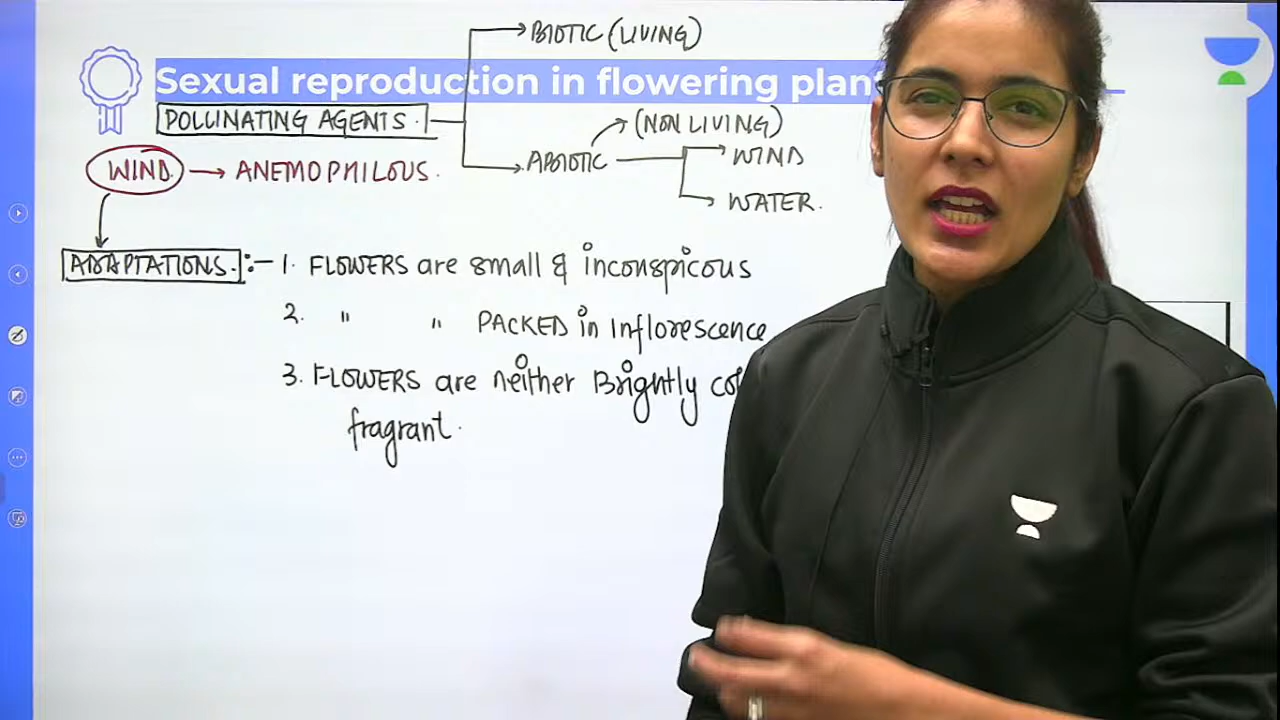 BIOTIC (LIVING)
Sexual reproduction in flowering plant
POLLINATING AGENTS.
(NON LIVING)
WIND → ANEMOPHILOUS.
ABIOTIC
WIND
WATER.
ADAPTATIONS. :- 1. FLOWERS are small & inconspicous
2. " " PACKED in Inflorescence
3. FLOWERS are neither Brightly
fragrant.